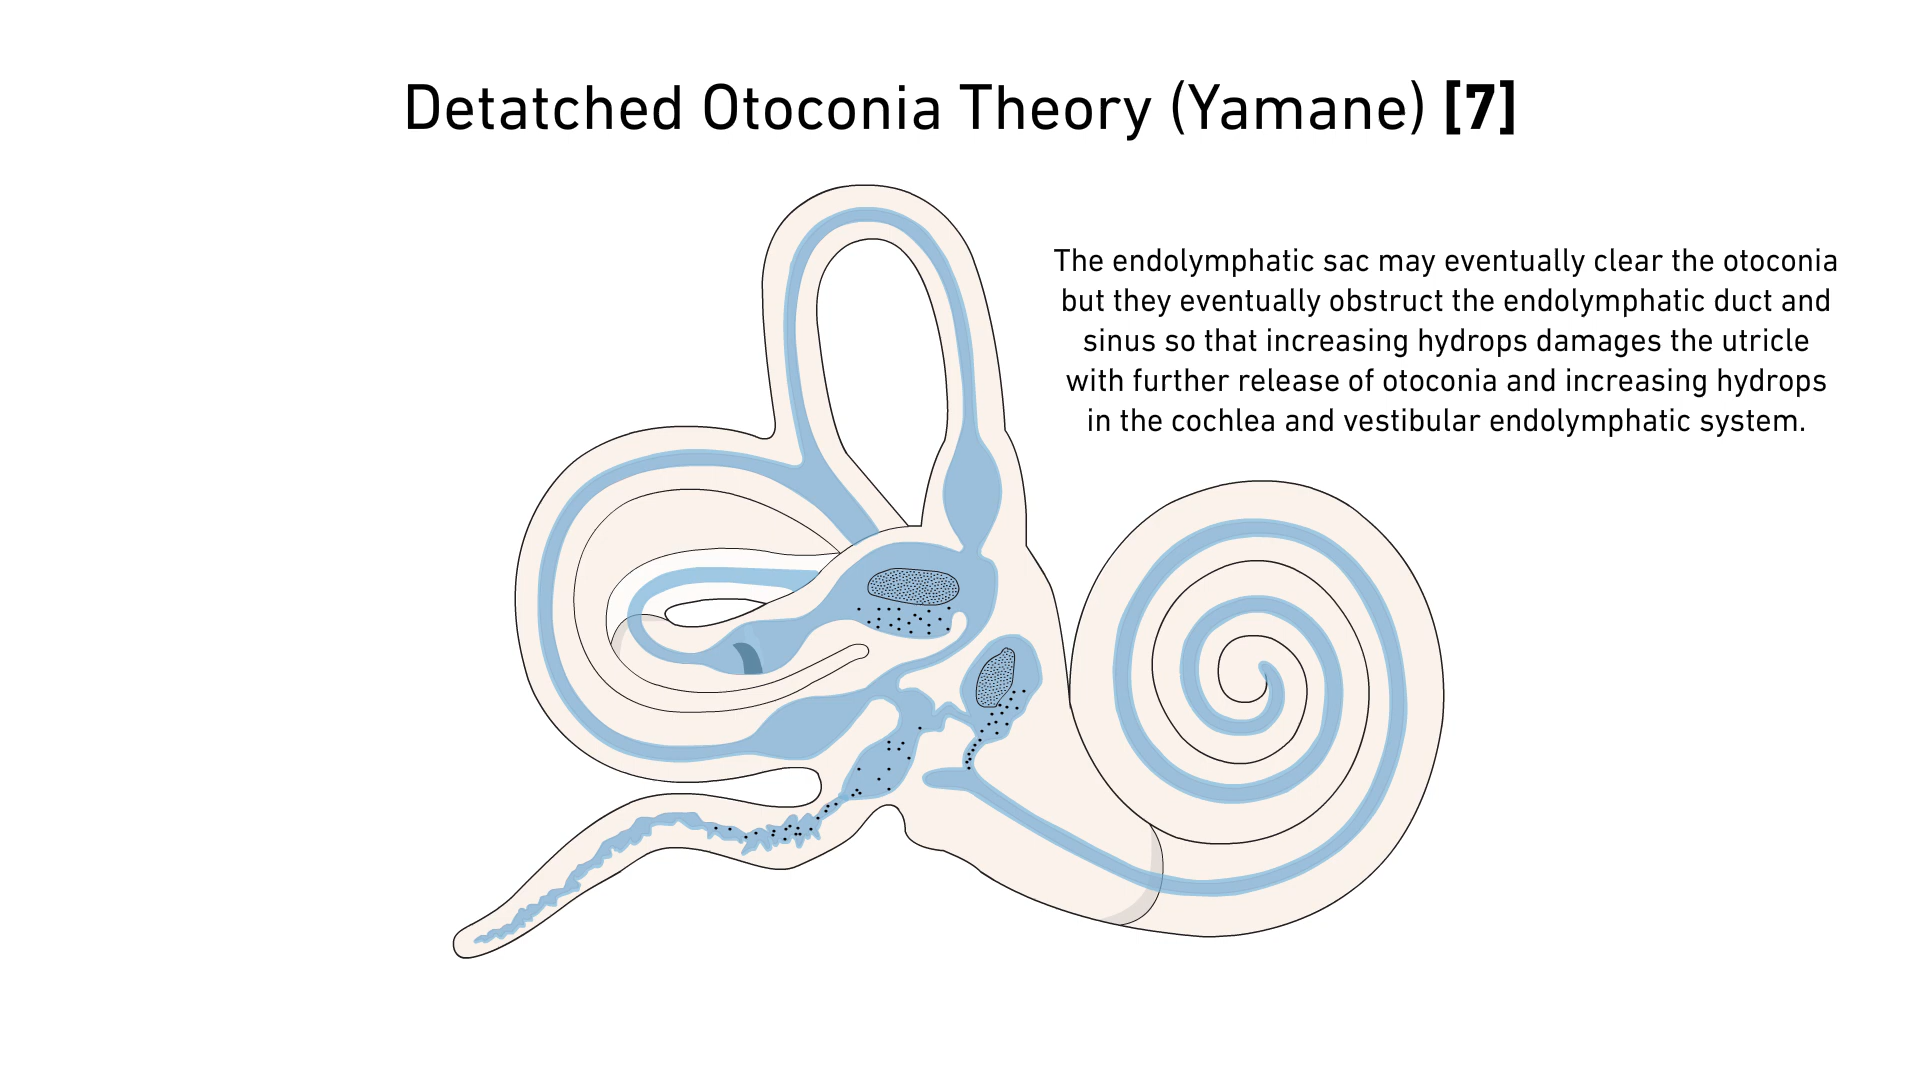 Detatched Otoconia Theory (Yamane) [7]
The endolymphatic sac may eventually clear the otoconia
but they eventually obstruct the endolymphatic duct and
sinus so that increasing hydrops damages the utricle
with further release of otoconia and increasing hydrops
in the cochlea and vestibular endolymphatic system.